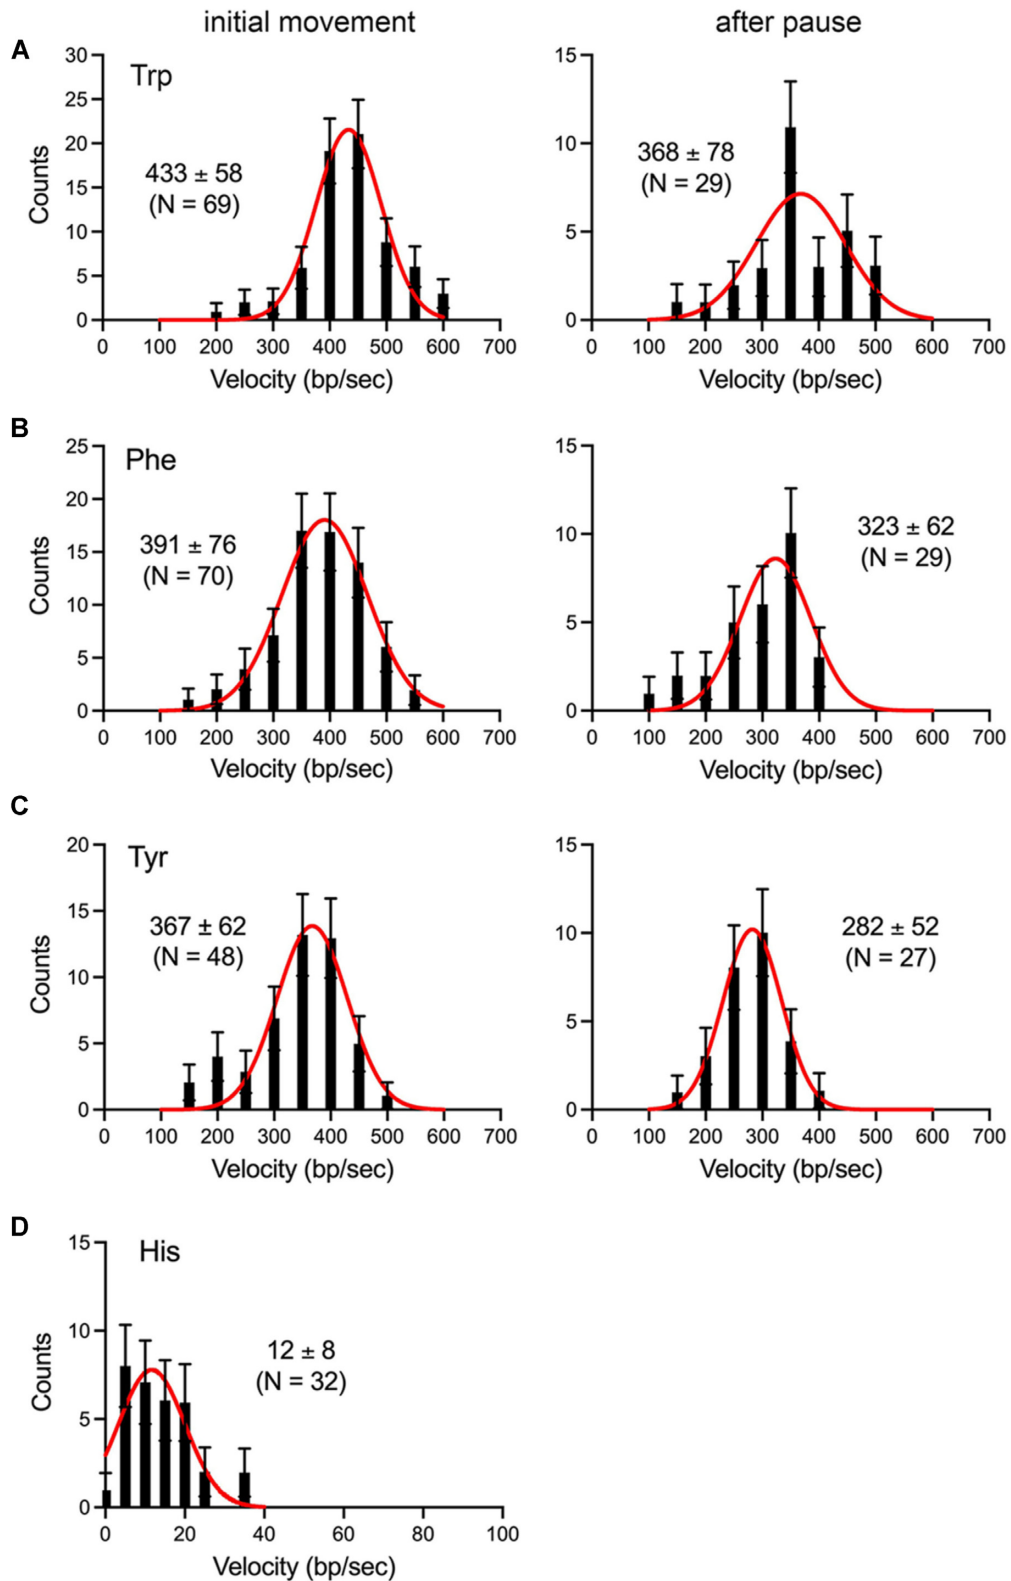 initial movement
after pause
A
Trp
433 ± 58
(N = 69)
Counts
30
25
20
15
10
5
0
0 100 200 300 400 500 600 700
Velocity (bp/sec)
368 ± 78
(N = 29)
15
10
5
0
0 100 200 300 400 500 600 700
Velocity (bp/sec)
B
Phe
391 ± 76
(N = 70)
Counts
25
20
15
10
5
0
0 100 200 300 400 500 600 700
Velocity (bp/sec)
323 ± 62
(N = 29)
15
10
5
0
0 100 200 300 400 500 600 700
Velocity (bp/sec)
C
Tyr
367 ± 62
(N = 48)
Counts
20
15
10
5
0
0 100 200 300 400 500 600 700
Velocity (bp/sec)
282 ± 52
(N = 27)
15
10
5
0
0 100 200 300 400 500 600 700
Velocity (bp/sec)
D
His
12 ± 8
(N = 32)
Counts
15
10
5
0
0 20 40 60 80 100
Velocity (bp/sec)